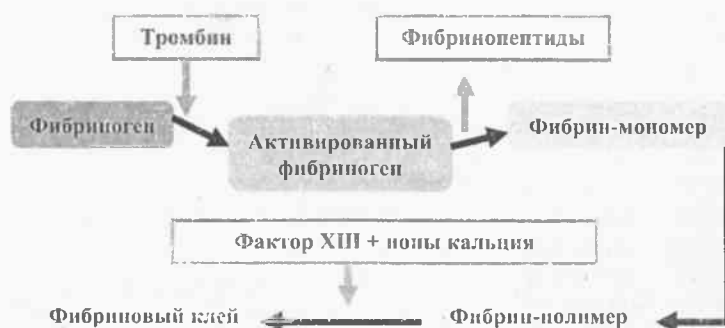 Тромбин
Фибринопептиды
Фибриноген
Активированный
фибриноген
Фибрин-мономер
Фактор XIII + ионы кальция
Фибриновый клей
Фибрин-полимер